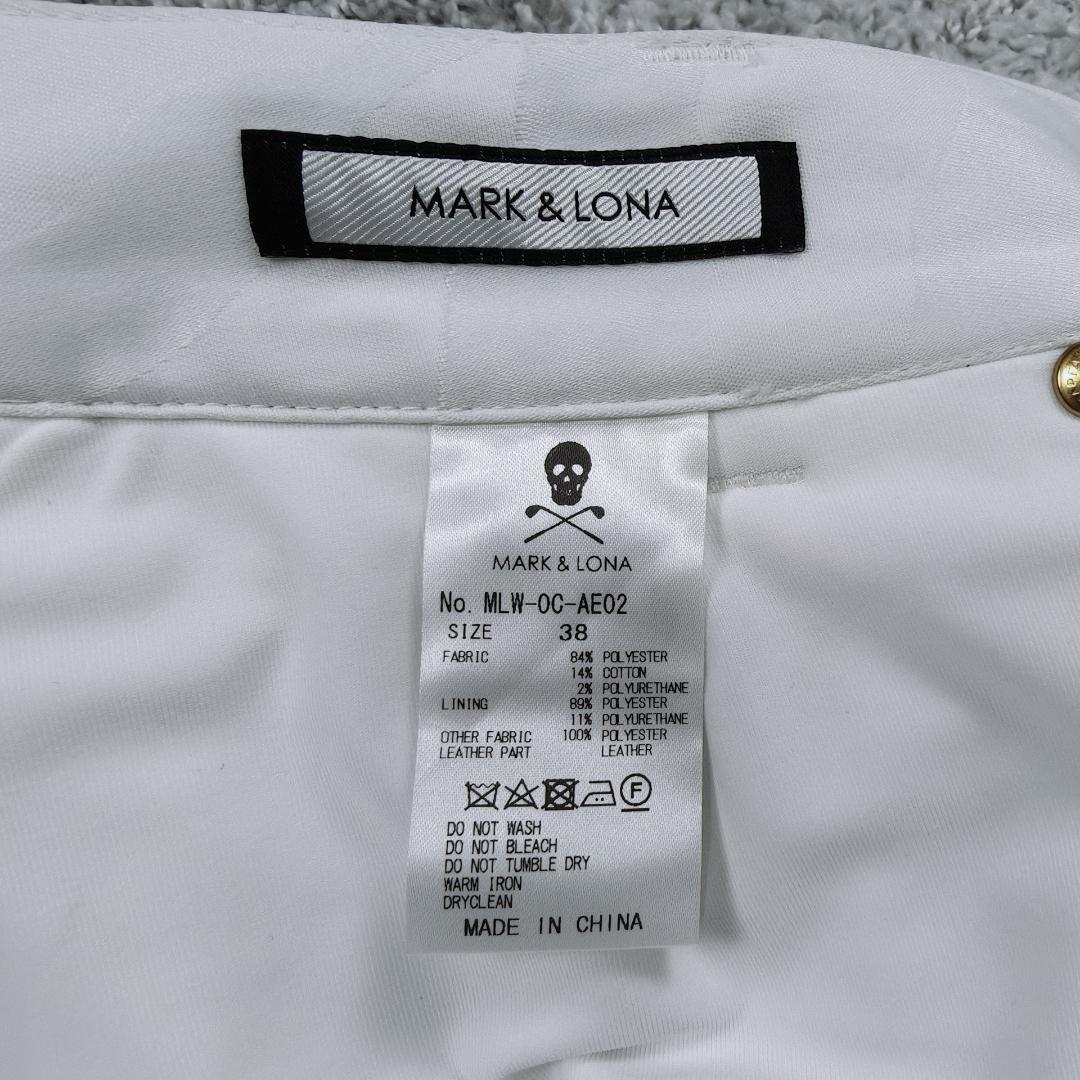 MARK & LONA
MARK & LONA
No. MLW-OC-AE02
SIZE 38
FABRIC 84% POLYESTER
14% COTTON
2% POLYURETHANE
LINING 89% POLYESTER
11% POLYURETHANE
OTHER FABRIC 100% POLYESTER
LEATHER PART LEATHER
F
DO NOT WASH
DO NOT BLEACH
DO NOT TUMBLE DRY
WARM IRON
DRYCLEAN
MADE IN CHINA